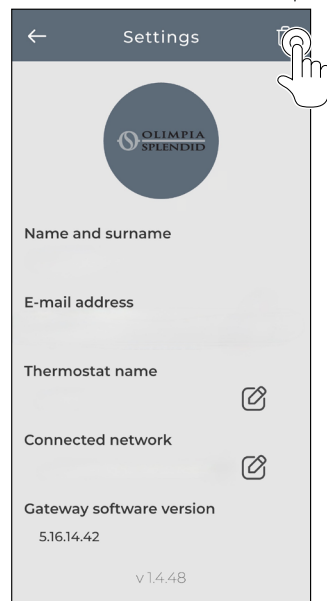 Settings
OLIMPIA
SPLENDID
Name and surname
E-mail address
Thermostat name
Connected network
Gateway software version
5.16.14.42
v 1.4.48